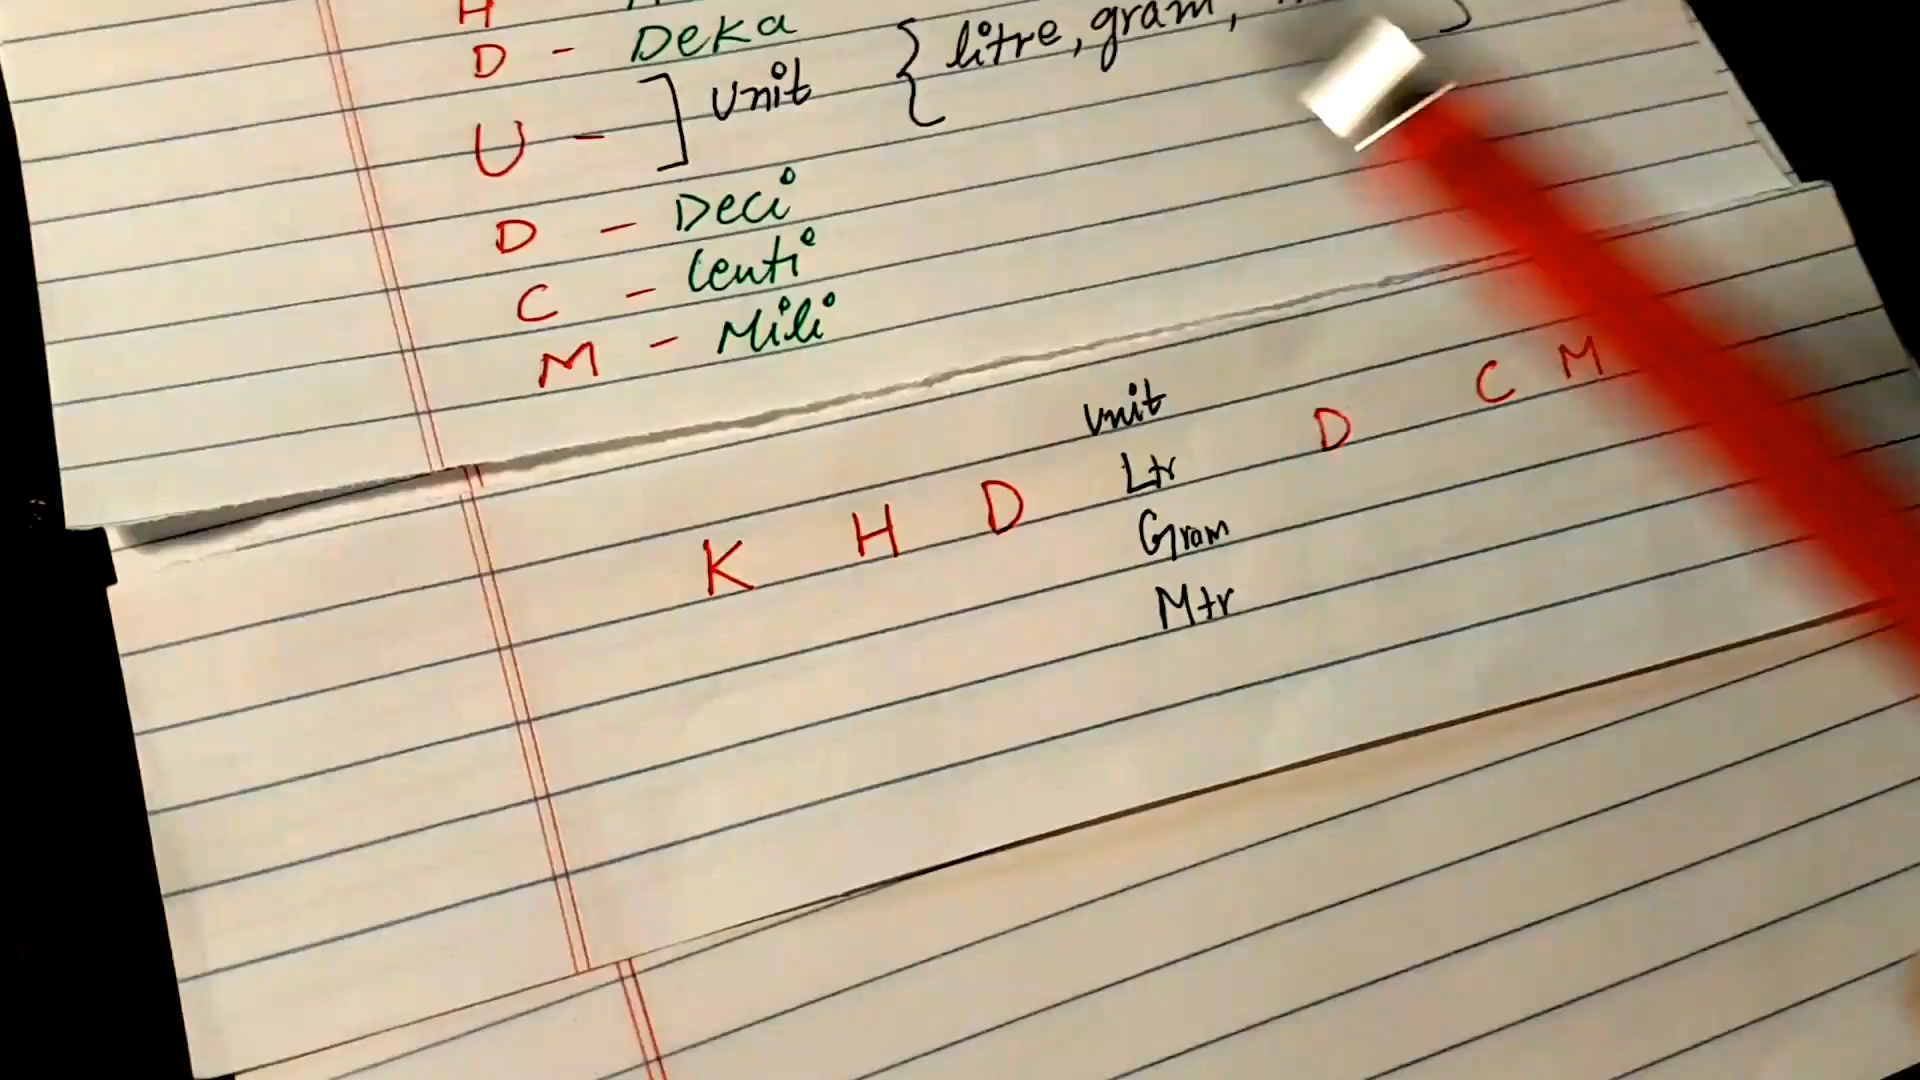 H -
D - Deka
U - ] Unit { litre, gram,
D - Deci
C - Centi
M - Mili
K H D Unit D C M
Ltr
Gram
Mtr